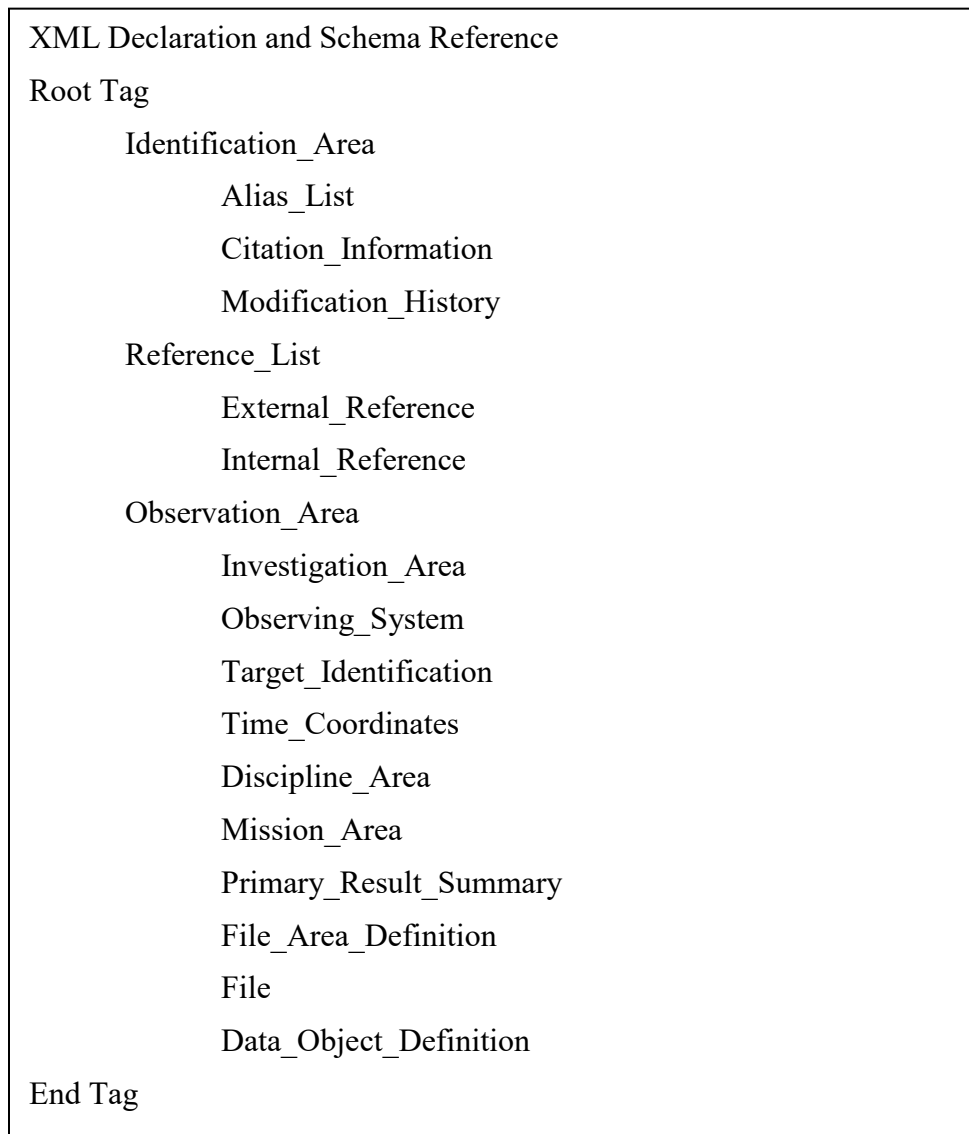 XML Declaration and Schema Reference
Root Tag
Identification_Area
Alias_List
Citation_Information
Modification_History
Reference_List
External_Reference
Internal_Reference
Observation_Area
Investigation_Area
Observing_System
Target_Identification
Time_Coordinates
Discipline_Area
Mission_Area
Primary_Result_Summary
File_Area_Definition
File
Data_Object_Definition
End Tag